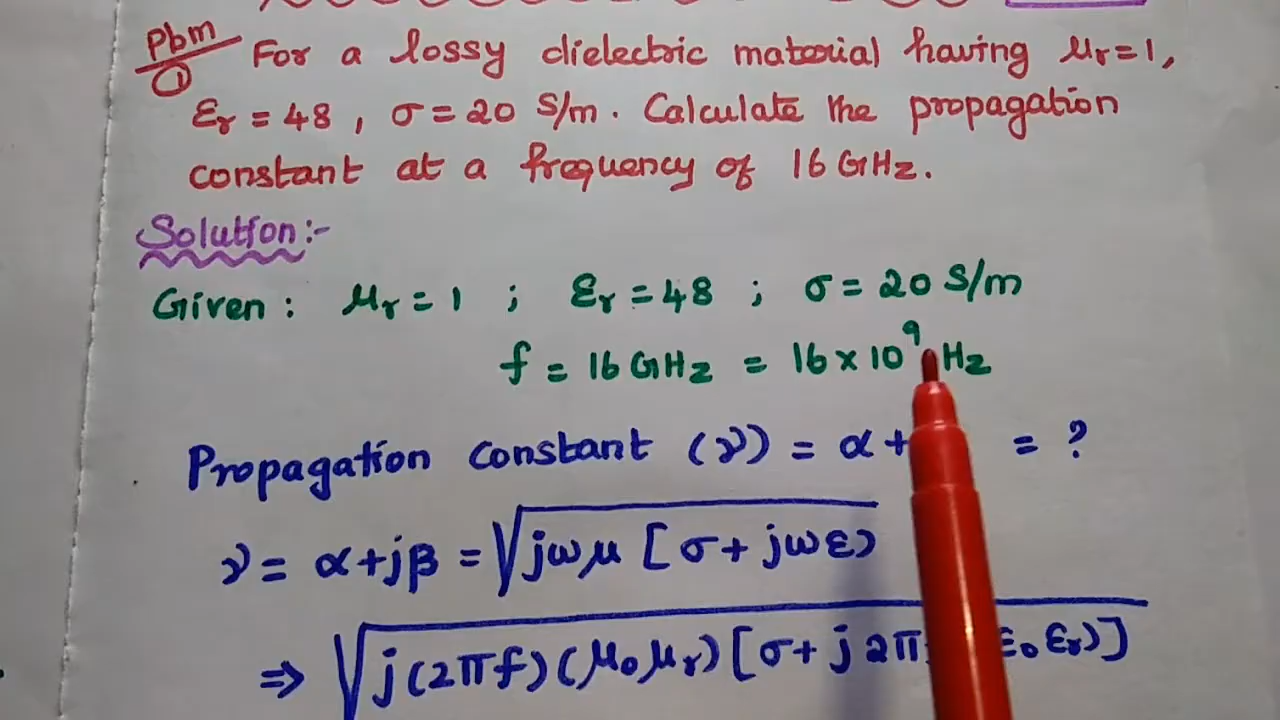 Pbm
①
For a lossy dielectric material having μr = 1,
εr = 48, σ = 20 S/m. Calculate the propagation
constant at a frequency of 16 GHz.
Solution:-
Given: μr = 1 ; εr = 48 ; σ = 20 S/m
f = 16 GHz = 16 × 10⁹ Hz
Propagation constant (γ) = α + = ?
γ = α + jβ = √jωμ [σ + jωε)
⇒ √j(2πf)(μ₀μr)[σ + j 2π ε₀εr)]